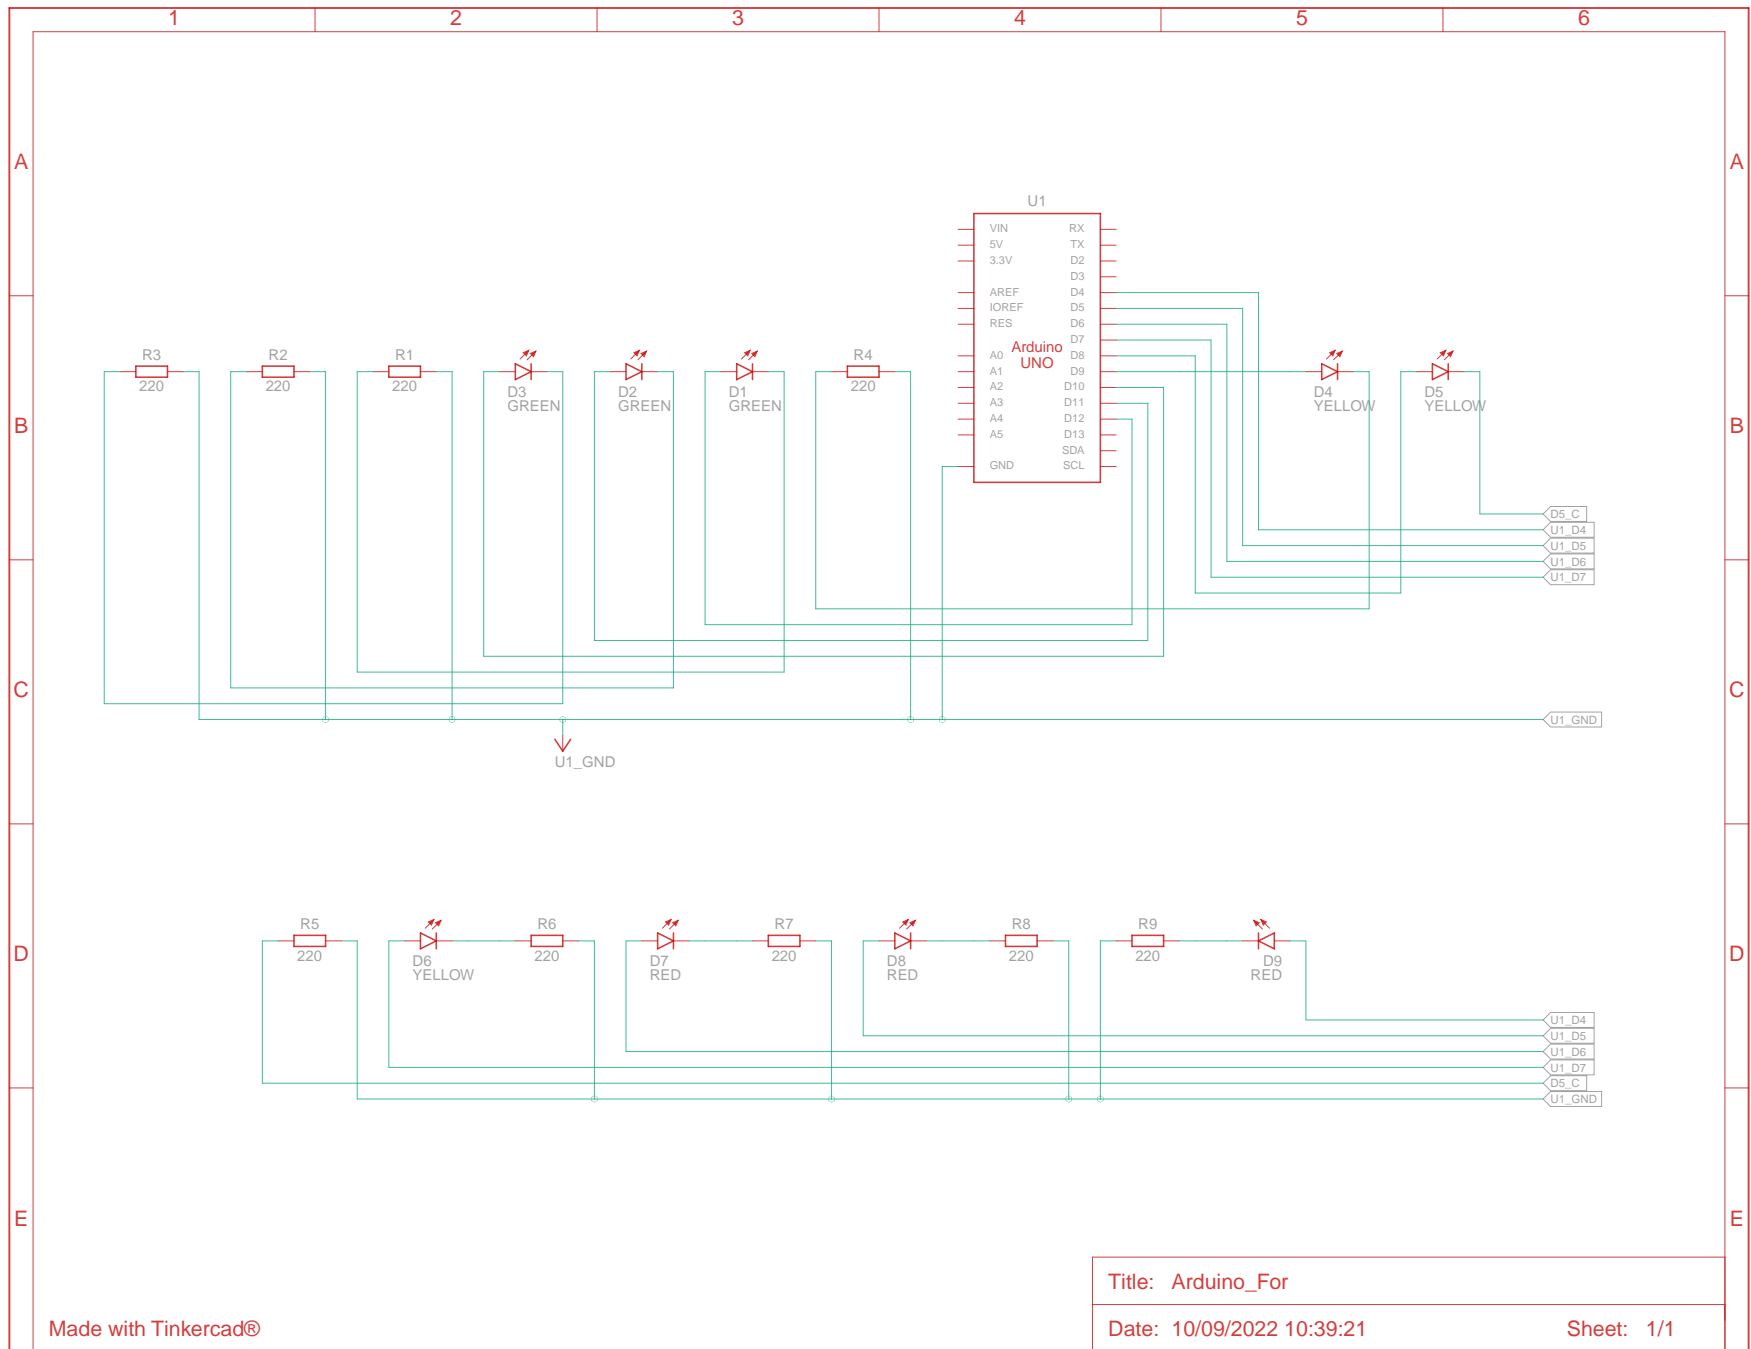 1 2 3 4 5 6
A A
U1
VIN RX
5V TX
3.3V D2
D3
AREF D4
IOREF D5
RES D6
D7
A0 D8
A1 D9
A2 D10
A3 D11
A4 D12
A5 D13
SDA
GND SCL
Arduino
UNO
R3 R2 R1 R4
220 220 220 220
D3 D2 D1 D4 D5
GREEN GREEN GREEN YELLOW YELLOW
B B
D5_C
U1_D4
U1_D5
U1_D6
U1_D7
C C
U1_GND
U1_GND
R5 R6 R7 R8 R9
D D
220 220 220 220 220
D6 D7 D8 D9
YELLOW RED RED RED
U1_D4
U1_D5
U1_D6
U1_D7
D5_C
U1_GND
E E
Title: Arduino_For
Made with Tinkercad®
Date: 10/09/2022 10:39:21 Sheet: 1/1